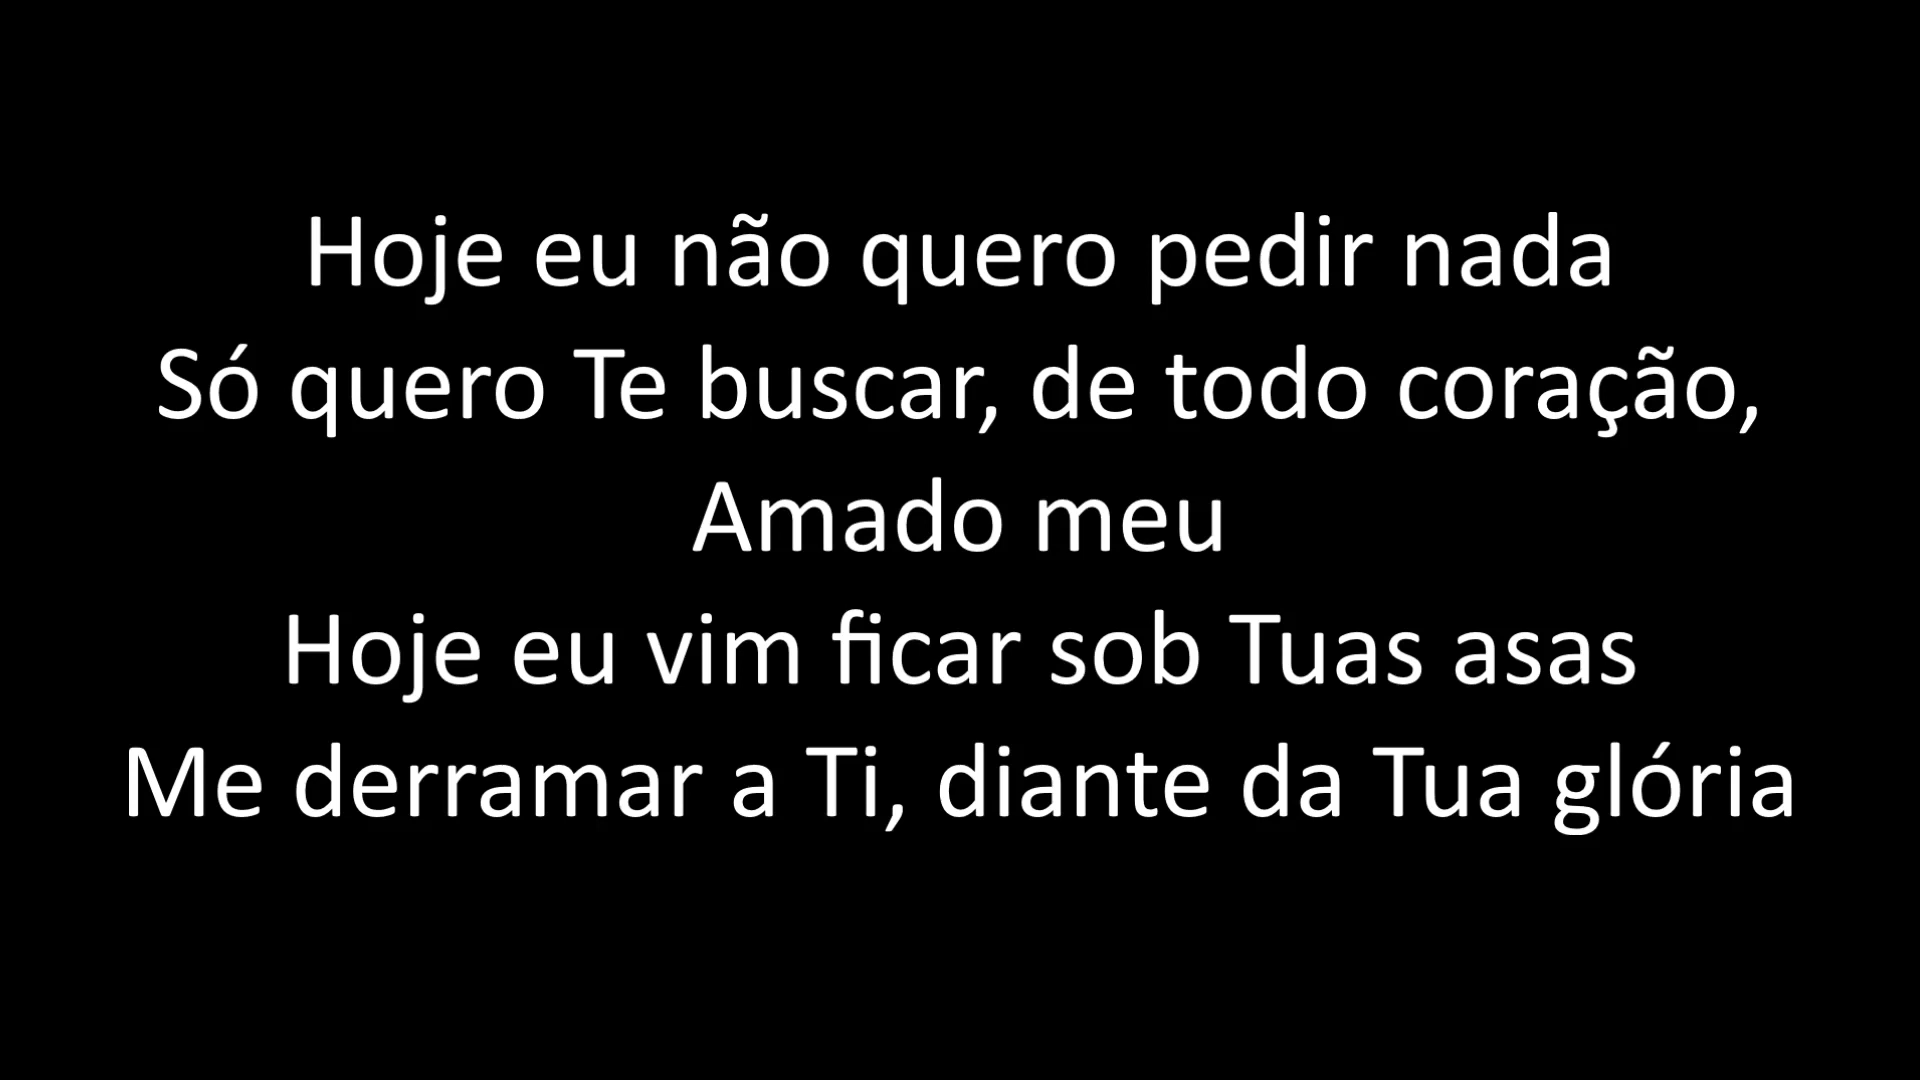 Hoje eu não quero pedir nada
Só quero Te buscar, de todo coração,
Amado meu
Hoje eu vim ficar sob Tuas asas
Me derramar a Ti, diante da Tua glória